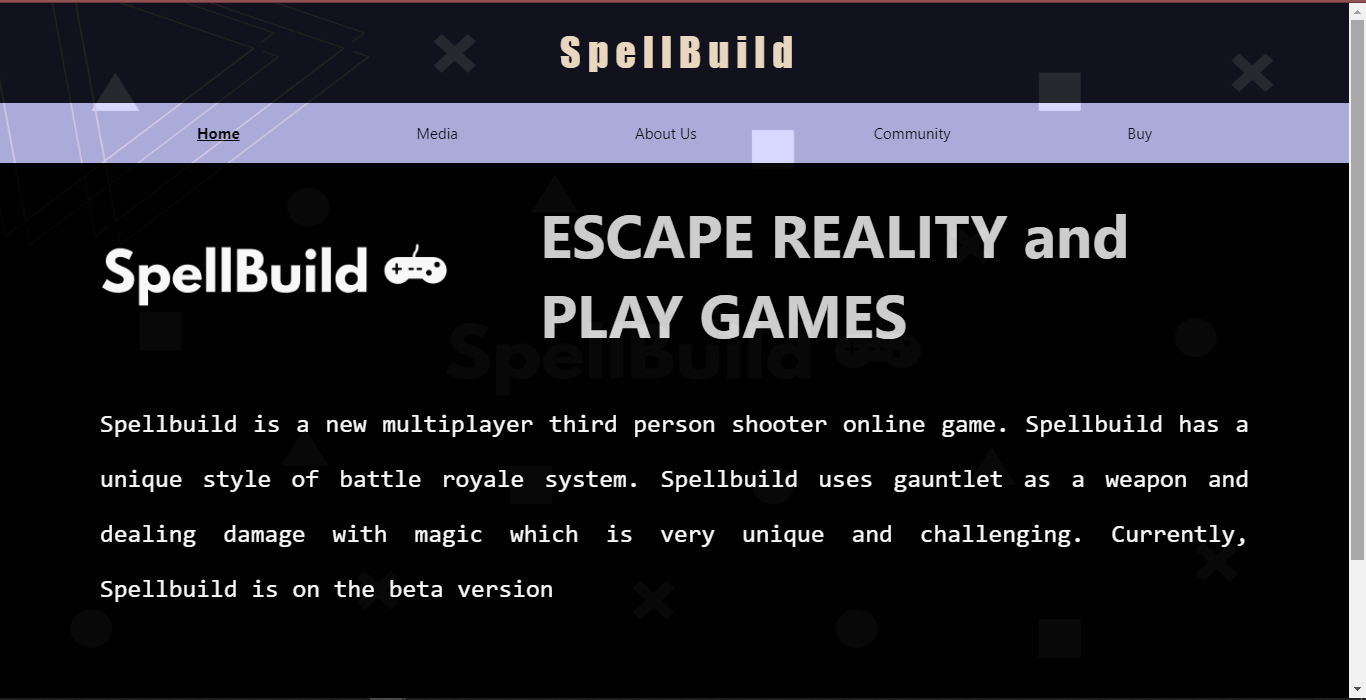 SpellBuild
Home Media About Us Community Buy
SpellBuild
ESCAPE REALITY and
PLAY GAMES
SpellBuild
Spellbuild is a new multiplayer third person shooter online game. Spellbuild has a
unique style of battle royale system. Spellbuild uses gauntlet as a weapon and
dealing damage with magic which is very unique and challenging. Currently,
Spellbuild is on the beta version